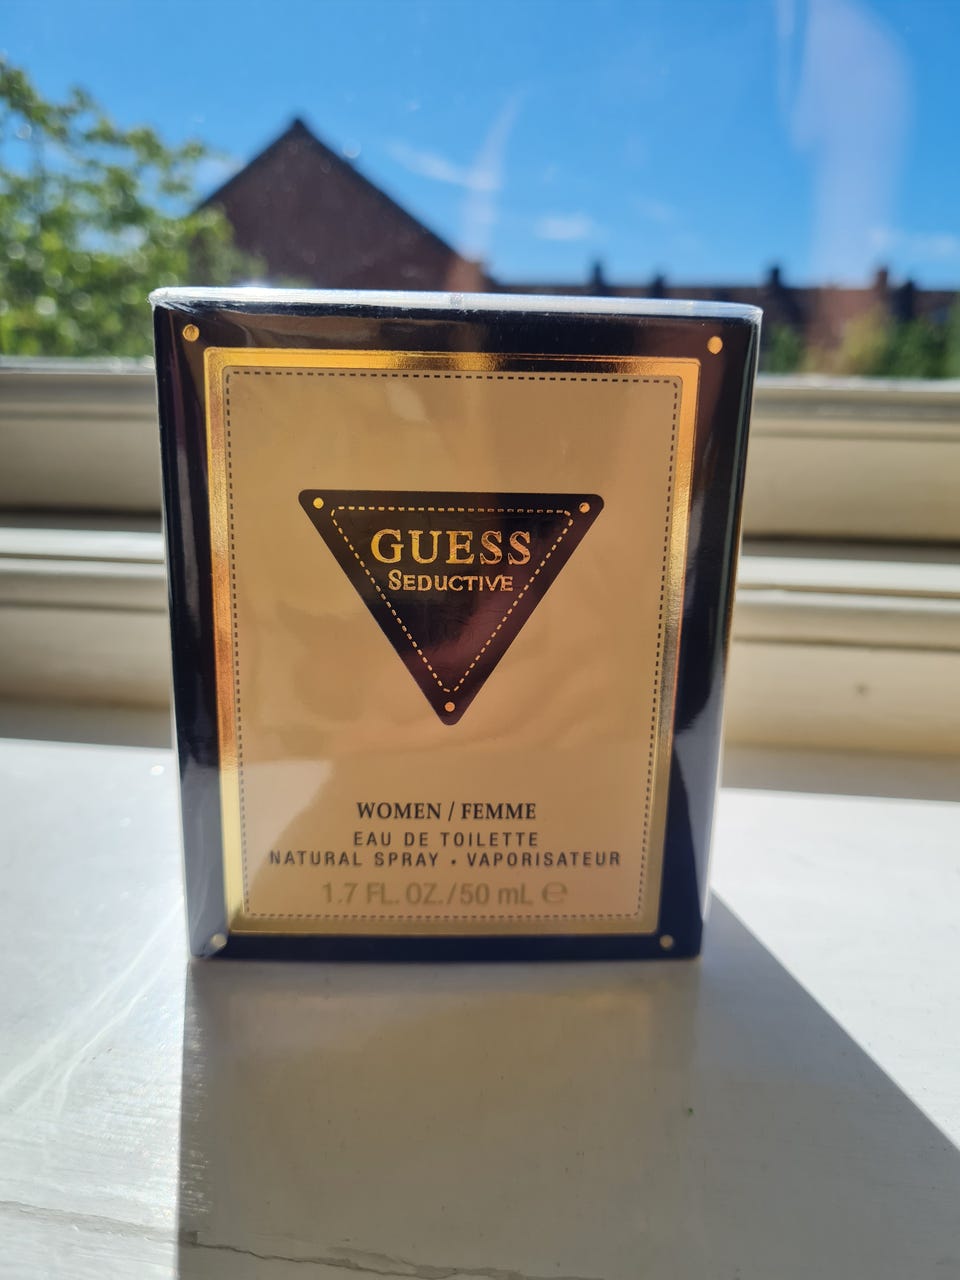 GUESS
SEDUCTIVE
WOMEN / FEMME
EAU DE TOILETTE
NATURAL SPRAY • VAPORISATEUR
1.7 FL. OZ./50 mL ℮